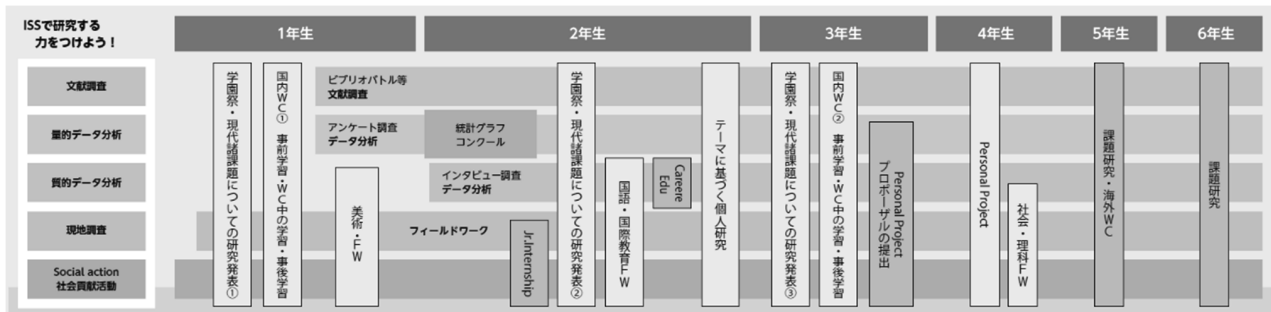 ISSで研究する
力をつけよう！
1年生
2年生
3年生
4年生
5年生
6年生
文献調査
量的データ分析
質的データ分析
現地調査
Social action
社会貢献活動
学園祭・現代諸課題についての研究発表①
国内WC① 事前学習・WC中の学習・事後学習
ビブリオバトル等
文献調査
アンケート調査
データ分析
美術・FW
統計グラフ
コンクール
インタビュー調査
データ分析
フィールドワーク
Jr.Internship
学園祭・現代諸課題についての研究発表②
国語・国際教育FW
Careere
Edu
テーマに基づく個人研究
学園祭・現代諸課題についての研究発表③
国内WC② 事前学習・WC中の学習・事後学習
Personal Project
プロポーザルの提出
Personal Project
社会・理科FW
課題研究・海外WC
課題研究